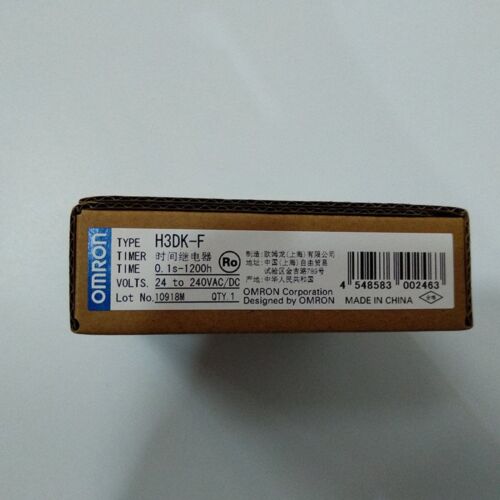 OMRON
TYPE H3DK-F
TIMER 时间继电器
TIME 0.1s-1200h
VOLTS. 24 to 240VAC/DC
Lot No. 10918M QTY.1
Ro
制造:欧姆龙(上海)有限公司
地址:中国(上海)自由贸易
试验区金吉路789号
产地:中华人民共和国
OMRON Corporation
Designed by OMRON
4 548583 002463
MADE IN CHINA